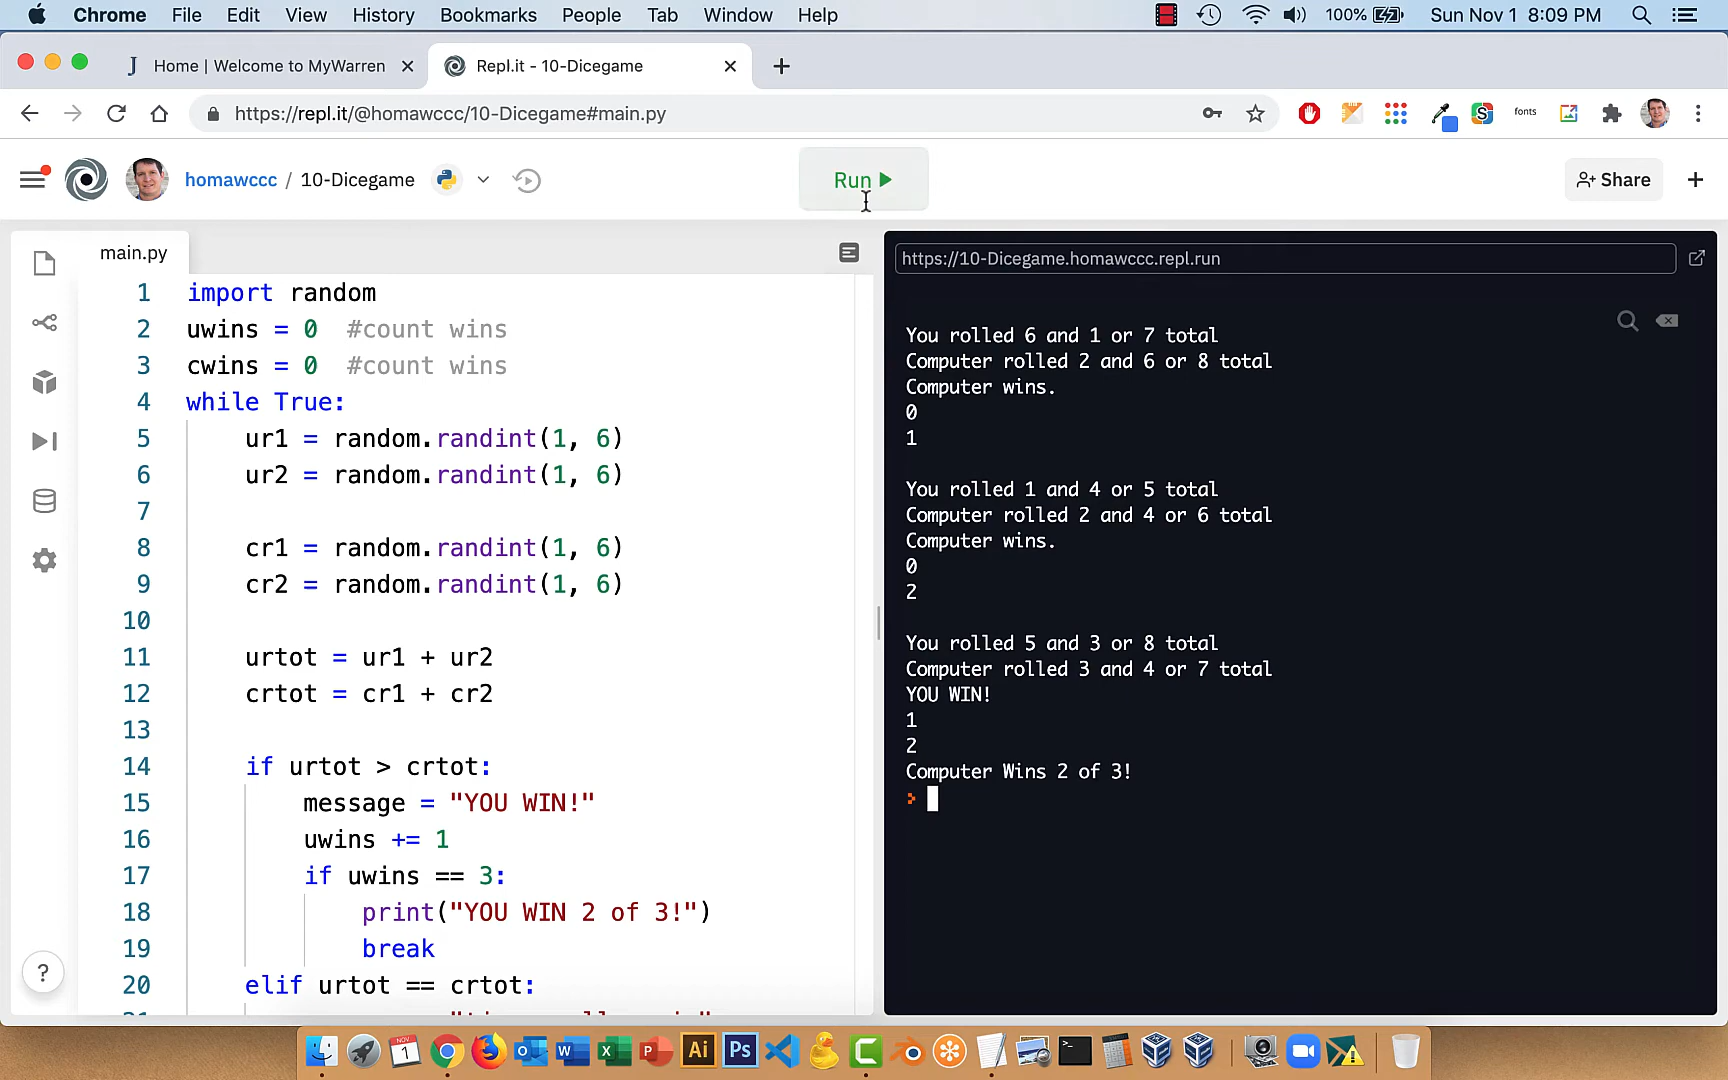 Chrome File Edit View History Bookmarks People Tab Window Help 100% Sun Nov 1 8:09 PM
Home | Welcome to MyWarren Repl.it - 10-Dicegame
https://repl.it/@homawccc/10-Dicegame#main.py fonts
homawccc / 10-Dicegame Run Share
main.py
https://10-Dicegame.homawccc.repl.run
1 import random
2 uwins = 0 #count wins
3 cwins = 0 #count wins
4 while True:
5 ur1 = random.randint(1, 6)
6 ur2 = random.randint(1, 6)
7
8 cr1 = random.randint(1, 6)
9 cr2 = random.randint(1, 6)
10
11 urtot = ur1 + ur2
12 crtot = cr1 + cr2
13
14 if urtot > crtot:
15 message = "YOU WIN!"
16 uwins += 1
17 if uwins == 3:
18 print("YOU WIN 2 of 3!")
19 break
20 elif urtot == crtot:
You rolled 6 and 1 or 7 total
Computer rolled 2 and 6 or 8 total
Computer wins.
0
1
You rolled 1 and 4 or 5 total
Computer rolled 2 and 4 or 6 total
Computer wins.
0
2
You rolled 5 and 3 or 8 total
Computer rolled 3 and 4 or 7 total
YOU WIN!
1
2
Computer Wins 2 of 3!
?
NOV
1
Ai
Ps